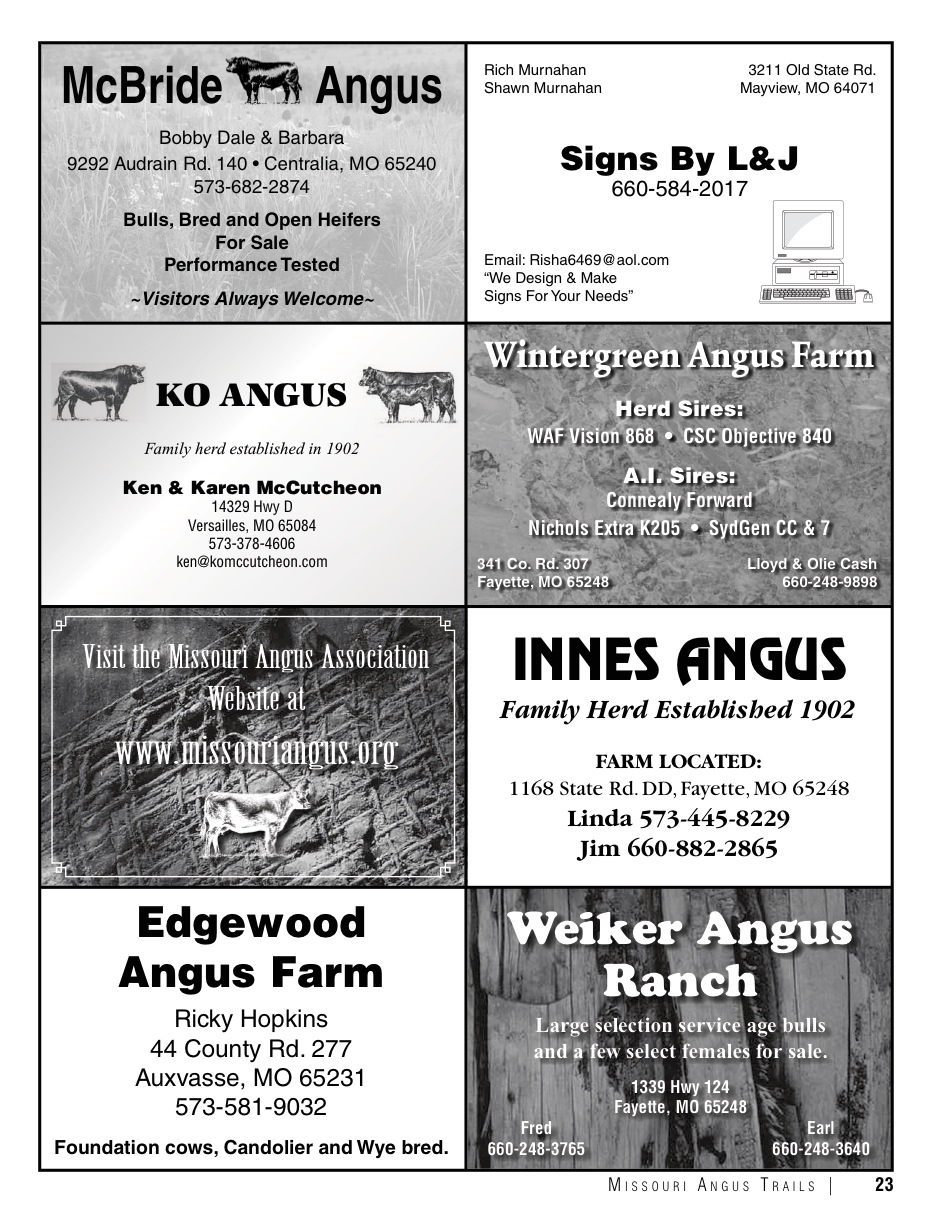 McBride Angus
Bobby Dale & Barbara
9292 Audrain Rd. 140 • Centralia, MO 65240
573-682-2874
Bulls, Bred and Open Heifers
For Sale
Performance Tested
~Visitors Always Welcome~
Rich Murnahan
Shawn Murnahan
3211 Old State Rd.
Mayview, MO 64071
Signs By L&J
660-584-2017
Email: Risha6469@aol.com
“We Design & Make
Signs For Your Needs”
KO ANGUS
Family herd established in 1902
Ken & Karen McCutcheon
14329 Hwy D
Versailles, MO 65084
573-378-4606
ken@komccutcheon.com
Wintergreen Angus Farm
Herd Sires:
WAF Vision 868 • CSC Objective 840
A.I. Sires:
Connealy Forward
Nichols Extra K205 • SydGen CC & 7
341 Co. Rd. 307
Fayette, MO 65248
Lloyd & Olie Cash
660-248-9898
Visit the Missouri Angus Association
Website at
www.missouriangus.org
INNES ANGUS
Family Herd Established 1902
FARM LOCATED:
1168 State Rd. DD, Fayette, MO 65248
Linda 573-445-8229
Jim 660-882-2865
Edgewood
Angus Farm
Ricky Hopkins
44 County Rd. 277
Auxvasse, MO 65231
573-581-9032
Foundation cows, Candolier and Wye bred.
Weiker Angus
Ranch
Large selection service age bulls
and a few select females for sale.
1339 Hwy 124
Fayette, MO 65248
Fred
660-248-3765
Earl
660-248-3640
MISSOURI ANGUS TRAILS | 23